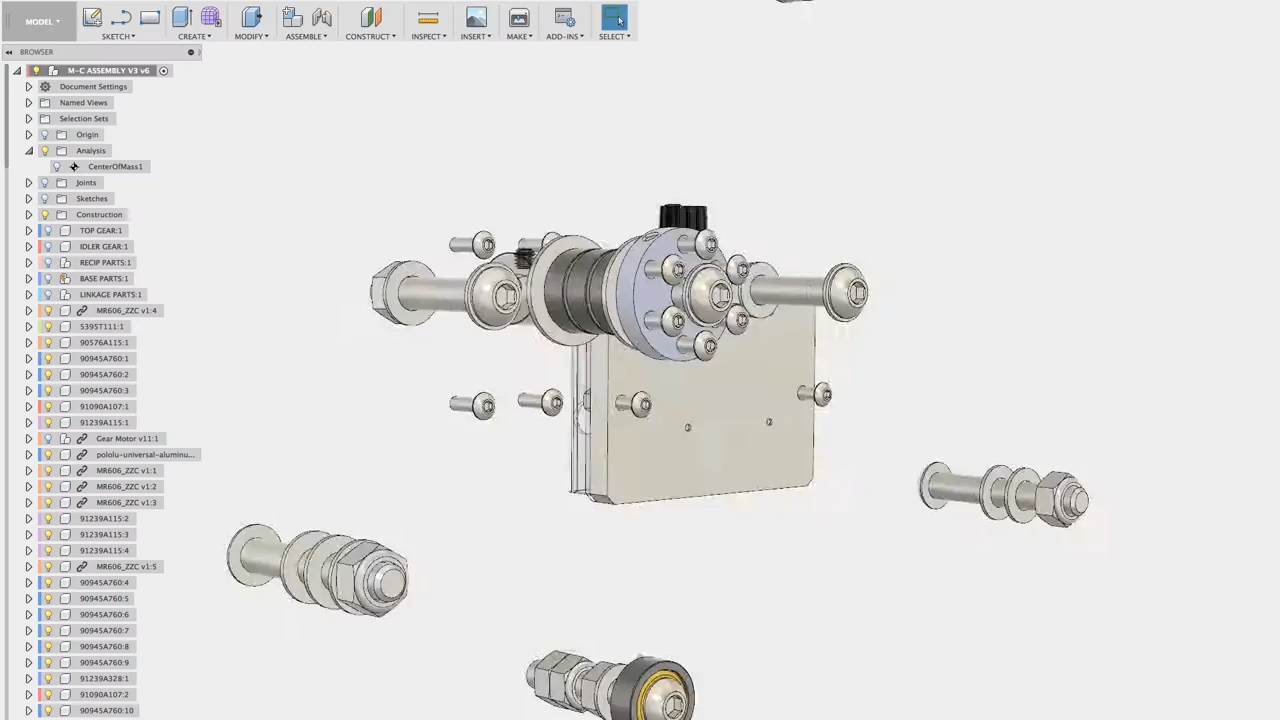 MODEL
SKETCH
CREATE
MODIFY
ASSEMBLE
CONSTRUCT
INSPECT
INSERT
MAKE
ADD-INS
SELECT
BROWSER
M-C ASSEMBLY V3 v6
Document Settings
Named Views
Selection Sets
Origin
Analysis
CenterOfMass1
Joints
Sketches
Construction
TOP GEAR:1
IDLER GEAR:1
RECIP PARTS:1
BASE PARTS:1
LINKAGE PARTS:1
MR606_ZZC v1:4
5395T111:1
90576A115:1
90945A760:1
90945A760:2
90945A760:3
91090A107:1
91239A115:1
Gear Motor v11:1
pololu-universal-aluminu...
MR606_ZZC v1:1
MR606_ZZC v1:2
MR606_ZZC v1:3
91239A115:2
91239A115:3
91239A115:4
MR606_ZZC v1:5
90945A760:4
90945A760:5
90945A760:6
90945A760:7
90945A760:8
90945A760:9
91239A328:1
91090A107:2
90945A760:10